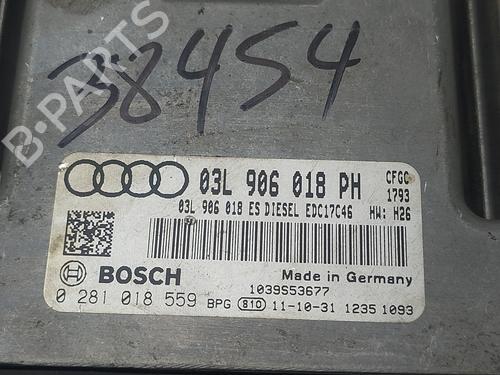 38454
B-PARTS
03L 906 018 PH
CFGC
1793
03L 906 018 ES DIESEL EDC17C46 HW: H26
BOSCH
Made in Germany
1039S53677
0 281 018 559 BPG 810 11-10-31 1235 1093